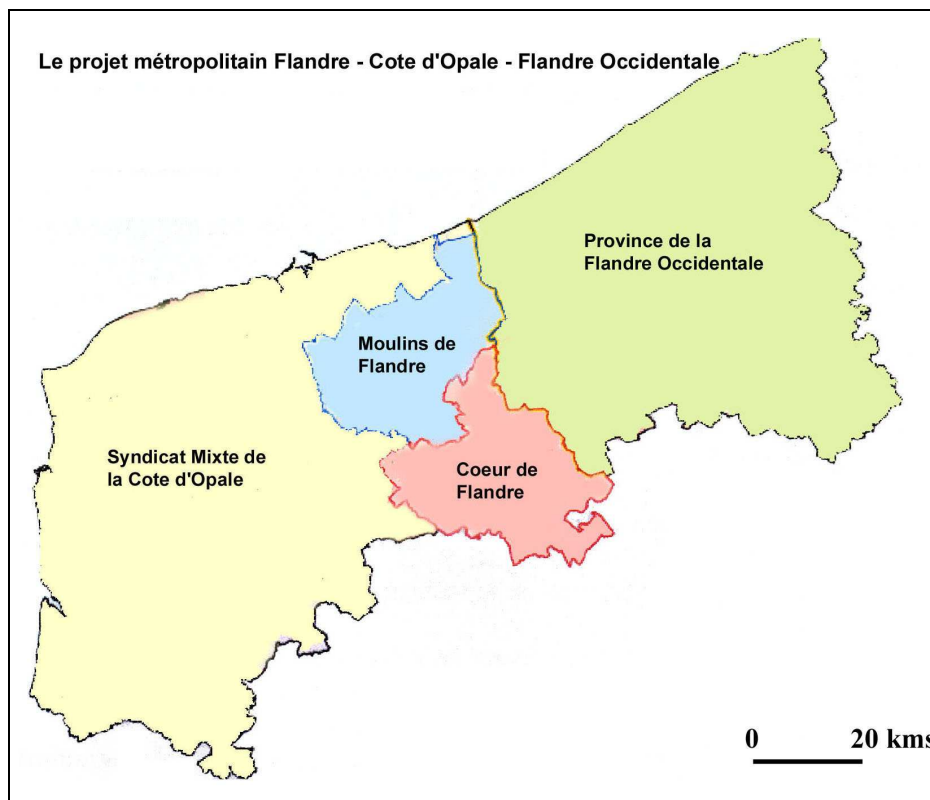 Le projet métropolitain Flandre - Cote d'Opale - Flandre Occidentale
Province de la
Flandre Occidentale
Moulins de
Flandre
Syndicat Mixte de
la Cote d'Opale
Coeur de
Flandre
0 20 kms